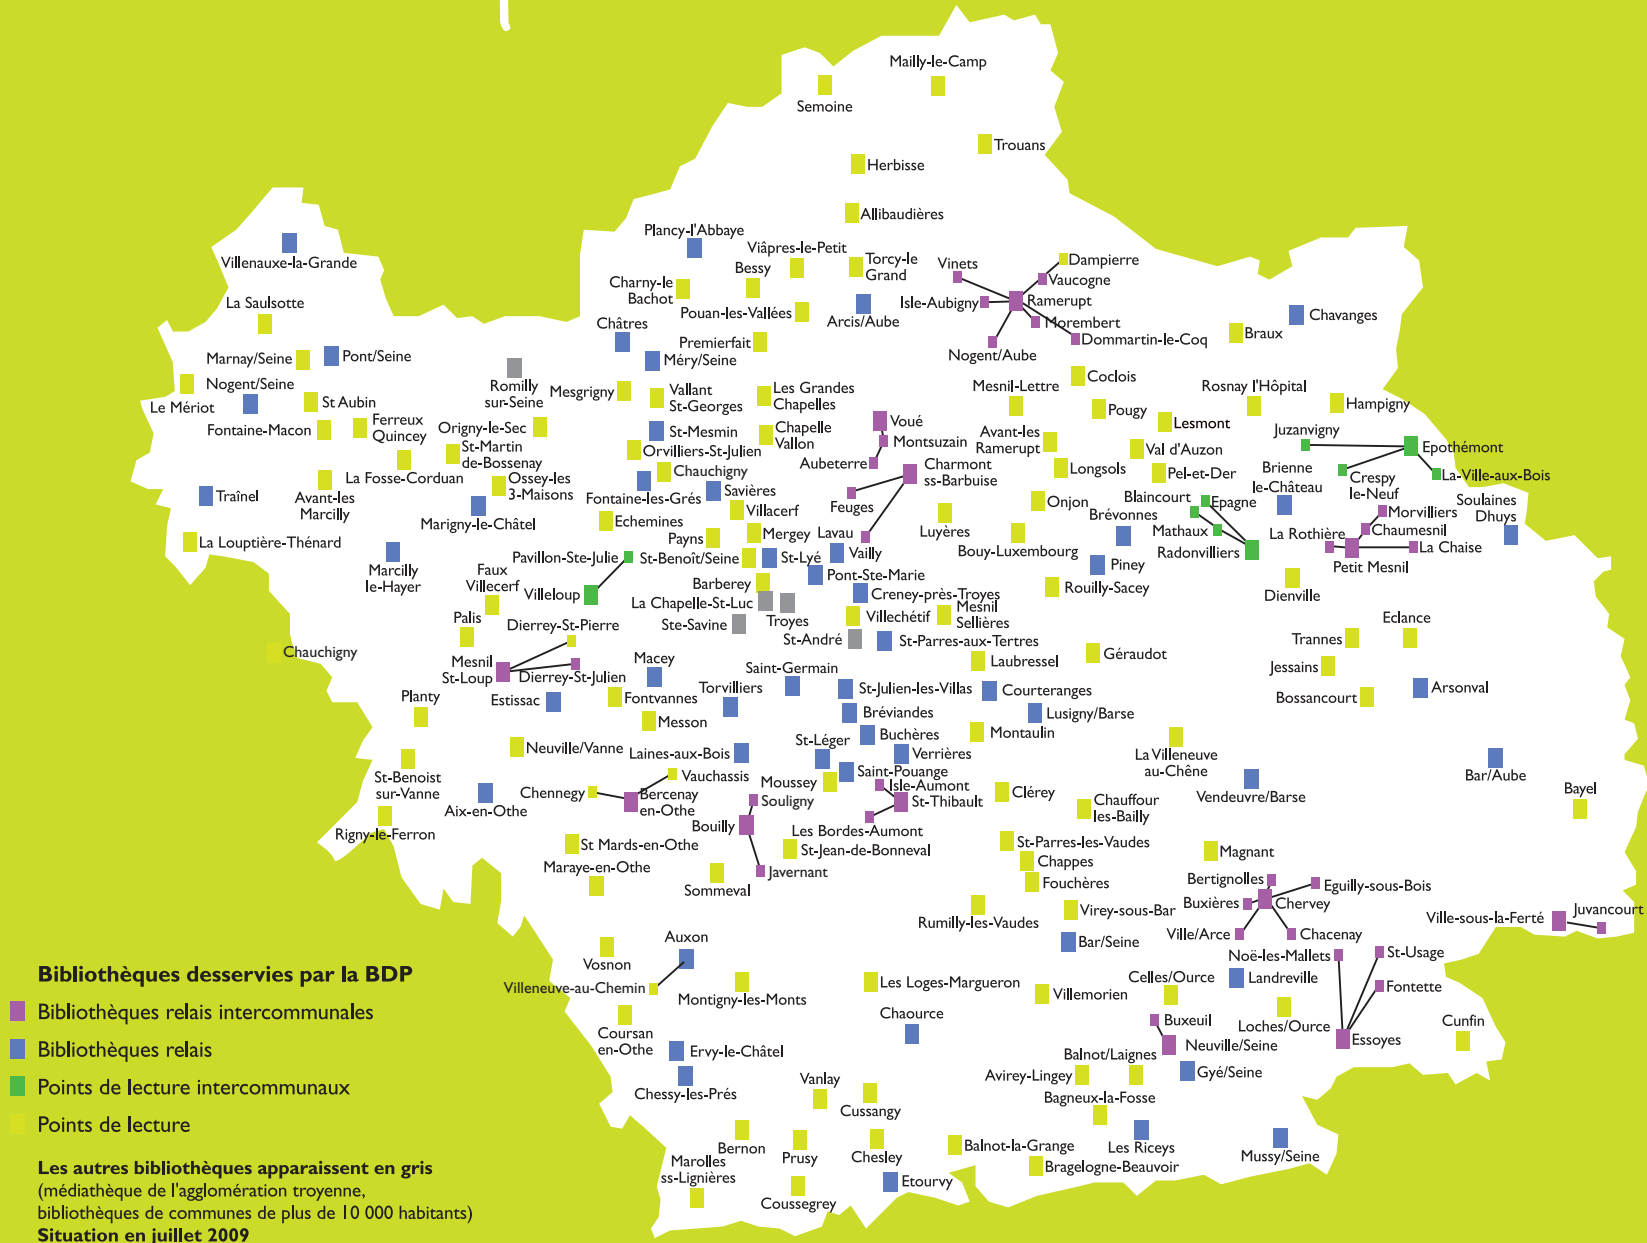 Mailly-le-Camp
Semoine
Trouans
Herbisse
Allibaudières
Plancy-l'Abbaye
Viâpres-le-Petit
Bessy
Torcy-le
Grand
Charny-le
Bachot
Pouan-les-Vallées
Arcis/Aube
Vinets
Dampierre
Vaucogne
Isle-Aubigny
Ramerupt
Morembert
Dommartin-le-Coq
Nogent/Aube
Chavanges
Braux
Villenauxe-la-Grande
La Saulsotte
Châtres
Premierfait
Méry/Seine
Marnay/Seine
Pont/Seine
Nogent/Seine
Le Mériot
St Aubin
Romilly
sur-Seine
Mesgrigny
Vallant
St-Georges
Les Grandes
Chapelles
Mesnil-Lettre
Coclois
Rosnay l'Hôpital
Hampigny
Pougy
Lesmont
Fontaine-Macon
Ferreux
Quincey
Origny-le-Sec
St-Martin
de-Bossenay
St-Mesmin
Chapelle
Vallon
Voué
Montsuzain
Aubeterre
Avant-les
Ramerupt
Val d'Auzon
Juzanvigny
Epothémont
Orvilliers-St-Julien
Chauchigny
Charmont
ss-Barbuise
Longsols
Pel-et-Der
Brienne
le-Château
Crespy
le-Neuf
La-Ville-aux-Bois
Traînel
Avant-les
Marcilly
La Fosse-Corduan
Ossey-les
3-Maisons
Fontaine-les-Grés
Savières
Feuges
Onjon
Blaincourt
Epagne
Soulaines
Dhuys
Marigny-le-Châtel
Villacerf
Echemines
Luyères
Brévonnes
Mathaux
Morvilliers
La Rothière
Chaumesnil
La Louptière-Thénard
Payns
Mergey
Lavau
Bouy-Luxembourg
Radonvilliers
La Chaise
Petit Mesnil
Marcilly
le-Hayer
Pavillon-Ste-Julie
St-Benoît/Seine
St-Lyé
Vailly
Piney
Faux
Villecerf
Villeloup
Barberey
Pont-Ste-Marie
Creney-près-Troyes
Rouilly-Sacey
Dienville
La Chapelle-St-Luc
Troyes
Villechétif
Mesnil
Sellières
Palis
Dierrey-St-Pierre
Ste-Savine
St-André
St-Parres-aux-Tertres
Trannes
Eclance
Chauchigny
Mesnil
St-Loup
Dierrey-St-Julien
Macey
Saint-Germain
Laubressel
Géraudot
Jessains
Planty
Estissac
Fontvannes
Torvilliers
St-Julien-les-Villas
Courteranges
Bossancourt
Arsonval
Messon
Bréviandes
Lusigny/Barse
Neuville/Vanne
Laines-aux-Bois
St-Léger
Buchères
Verrières
Montaulin
La Villeneuve
au-Chêne
Bar/Aube
St-Benoist
sur-Vanne
Chennegy
Vauchassis
Moussey
Saint-Pouange
Isle-Aumont
Clérey
Vendeuvre/Barse
Bayel
Aix-en-Othe
Bercenay
en-Othe
Souligny
St-Thibault
Chauffour
les-Bailly
Rigny-le-Ferron
Bouilly
Les Bordes-Aumont
St Mards-en-Othe
St-Jean-de-Bonneval
St-Parres-les-Vaudes
Magnant
Maraye-en-Othe
Javernant
Chappes
Sommeval
Fouchères
Bertignolles
Eguilly-sous-Bois
Buxières
Chervey
Rumilly-les-Vaudes
Virey-sous-Bar
Ville-sous-la-Ferté
Juvancourt
Auxon
Bar/Seine
Ville/Arce
Chacenay
Vosnon
Noë-les-Mallets
St-Usage
Villeneuve-au-Chemin
Montigny-les-Monts
Les Loges-Margueron
Villemorien
Celles/Ource
Landreville
Fontette
Coursan
en-Othe
Chaource
Buxeuil
Loches/Ource
Essoyes
Cunfin
Ervy-le-Châtel
Neuville/Seine
Balnot/Laignes
Chessy-les-Prés
Vanlay
Avirey-Lingey
Gyé/Seine
Cussangy
Bagneux-la-Fosse
Bernon
Prusy
Chesley
Balnot-la-Grange
Les Riceys
Mussy/Seine
Marolles
ss-Lignières
Bragelogne-Beauvoir
Coussegrey
Etourvy
Bibliothèques desservies par la BDP
Bibliothèques relais intercommunales
Bibliothèques relais
Points de lecture intercommunaux
Points de lecture
Les autres bibliothèques apparaissent en gris
(médiathèque de l'agglomération troyenne,
bibliothèques de communes de plus de 10 000 habitants)
Situation en juillet 2009